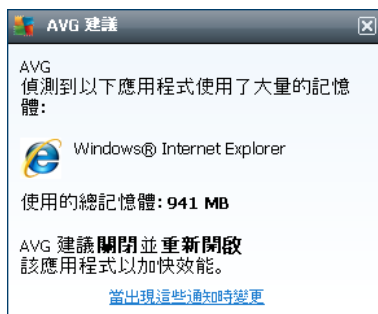 AVG 建議
AVG
偵測到以下應用程式使用了大量的記憶
體:
Windows® Internet Explorer
使用的總記憶體: 941 MB
AVG 建議關閉並重新開啟
該應用程式以加快效能。
當出現這些通知時變更